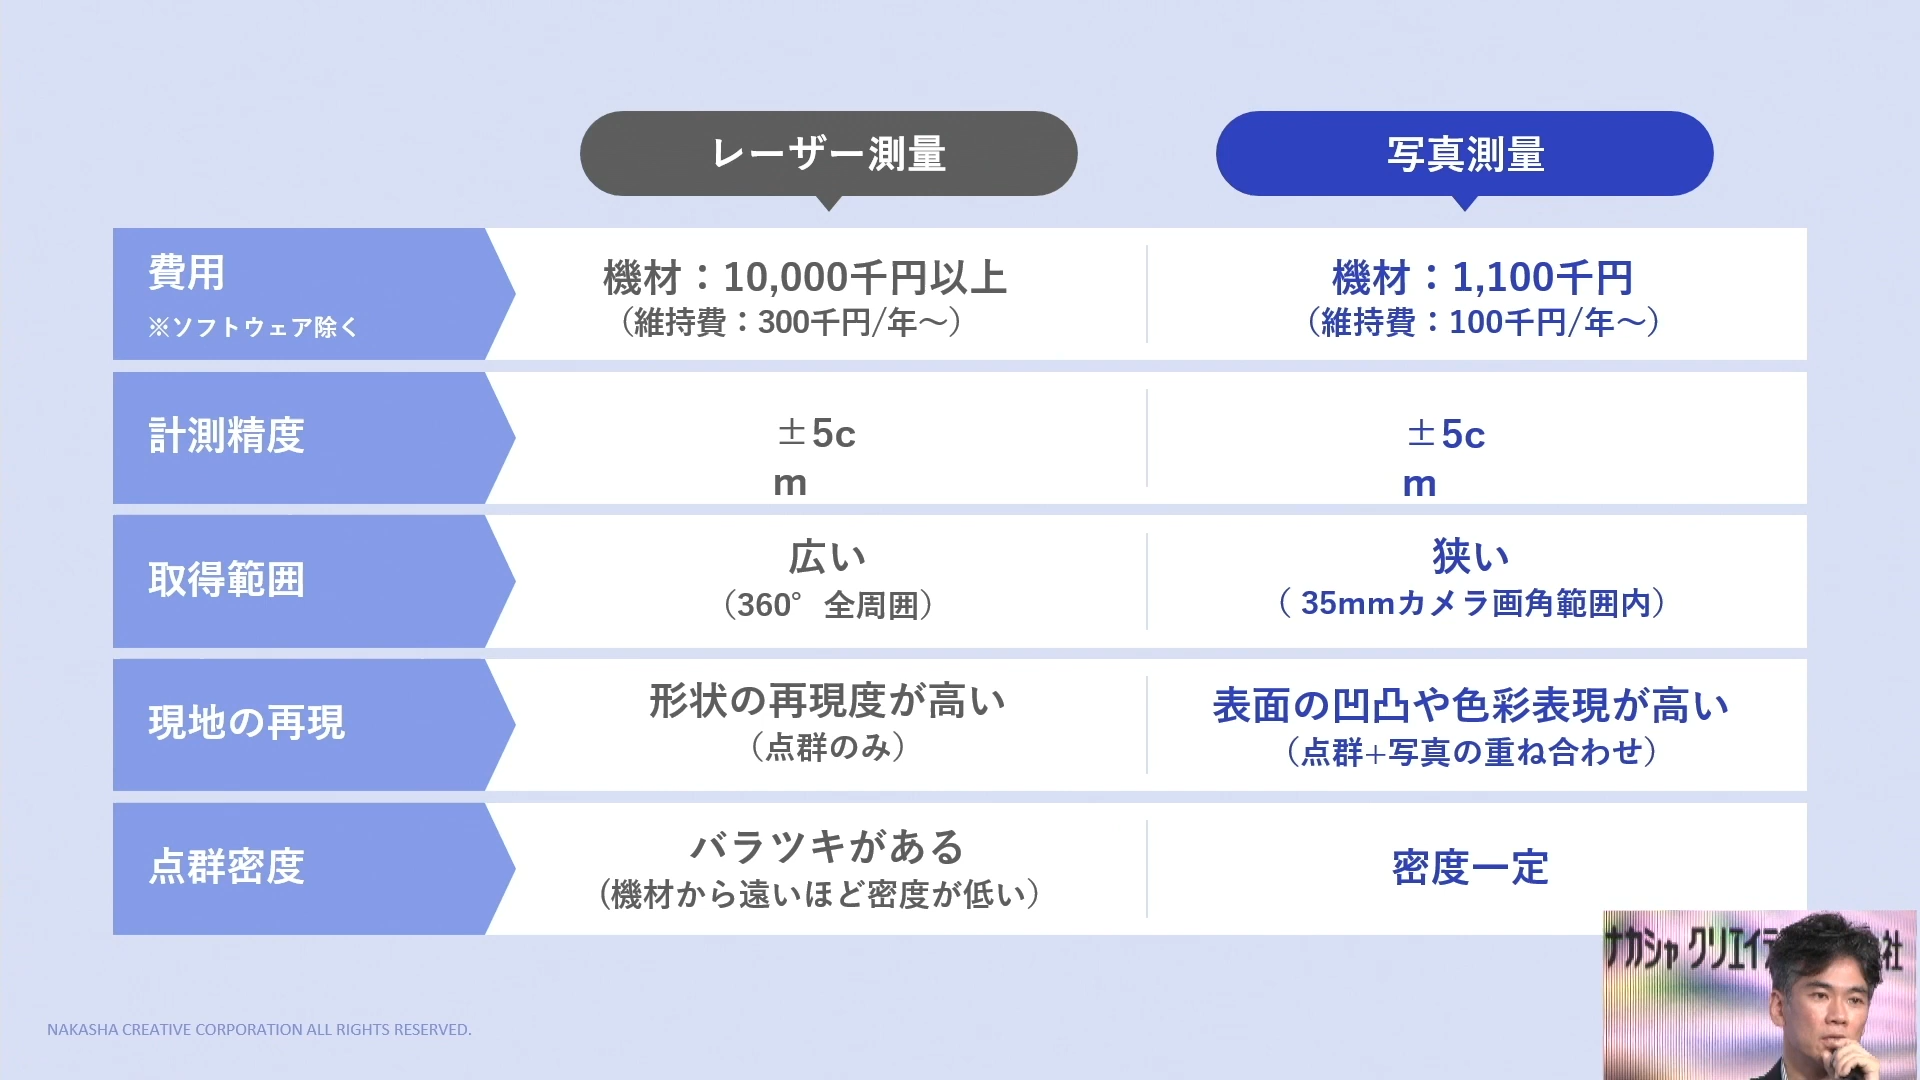 レーザー測量
写真測量
費用
※ソフトウェア除く
機材：10,000千円以上
（維持費：300千円/年～）
機材：1,100千円
（維持費：100千円/年～）
計測精度
±5c
m
±5c
m
取得範囲
広い
（360°全周囲）
狭い
（ 35mmカメラ画角範囲内）
現地の再現
形状の再現度が高い
（点群のみ）
表面の凹凸や色彩表現が高い
（点群+写真の重ね合わせ）
点群密度
バラツキがある
（機材から遠いほど密度が低い）
密度一定
ナカシャ クリエイテ
社
NAKASHA CREATIVE CORPORATION ALL RIGHTS RESERVED.